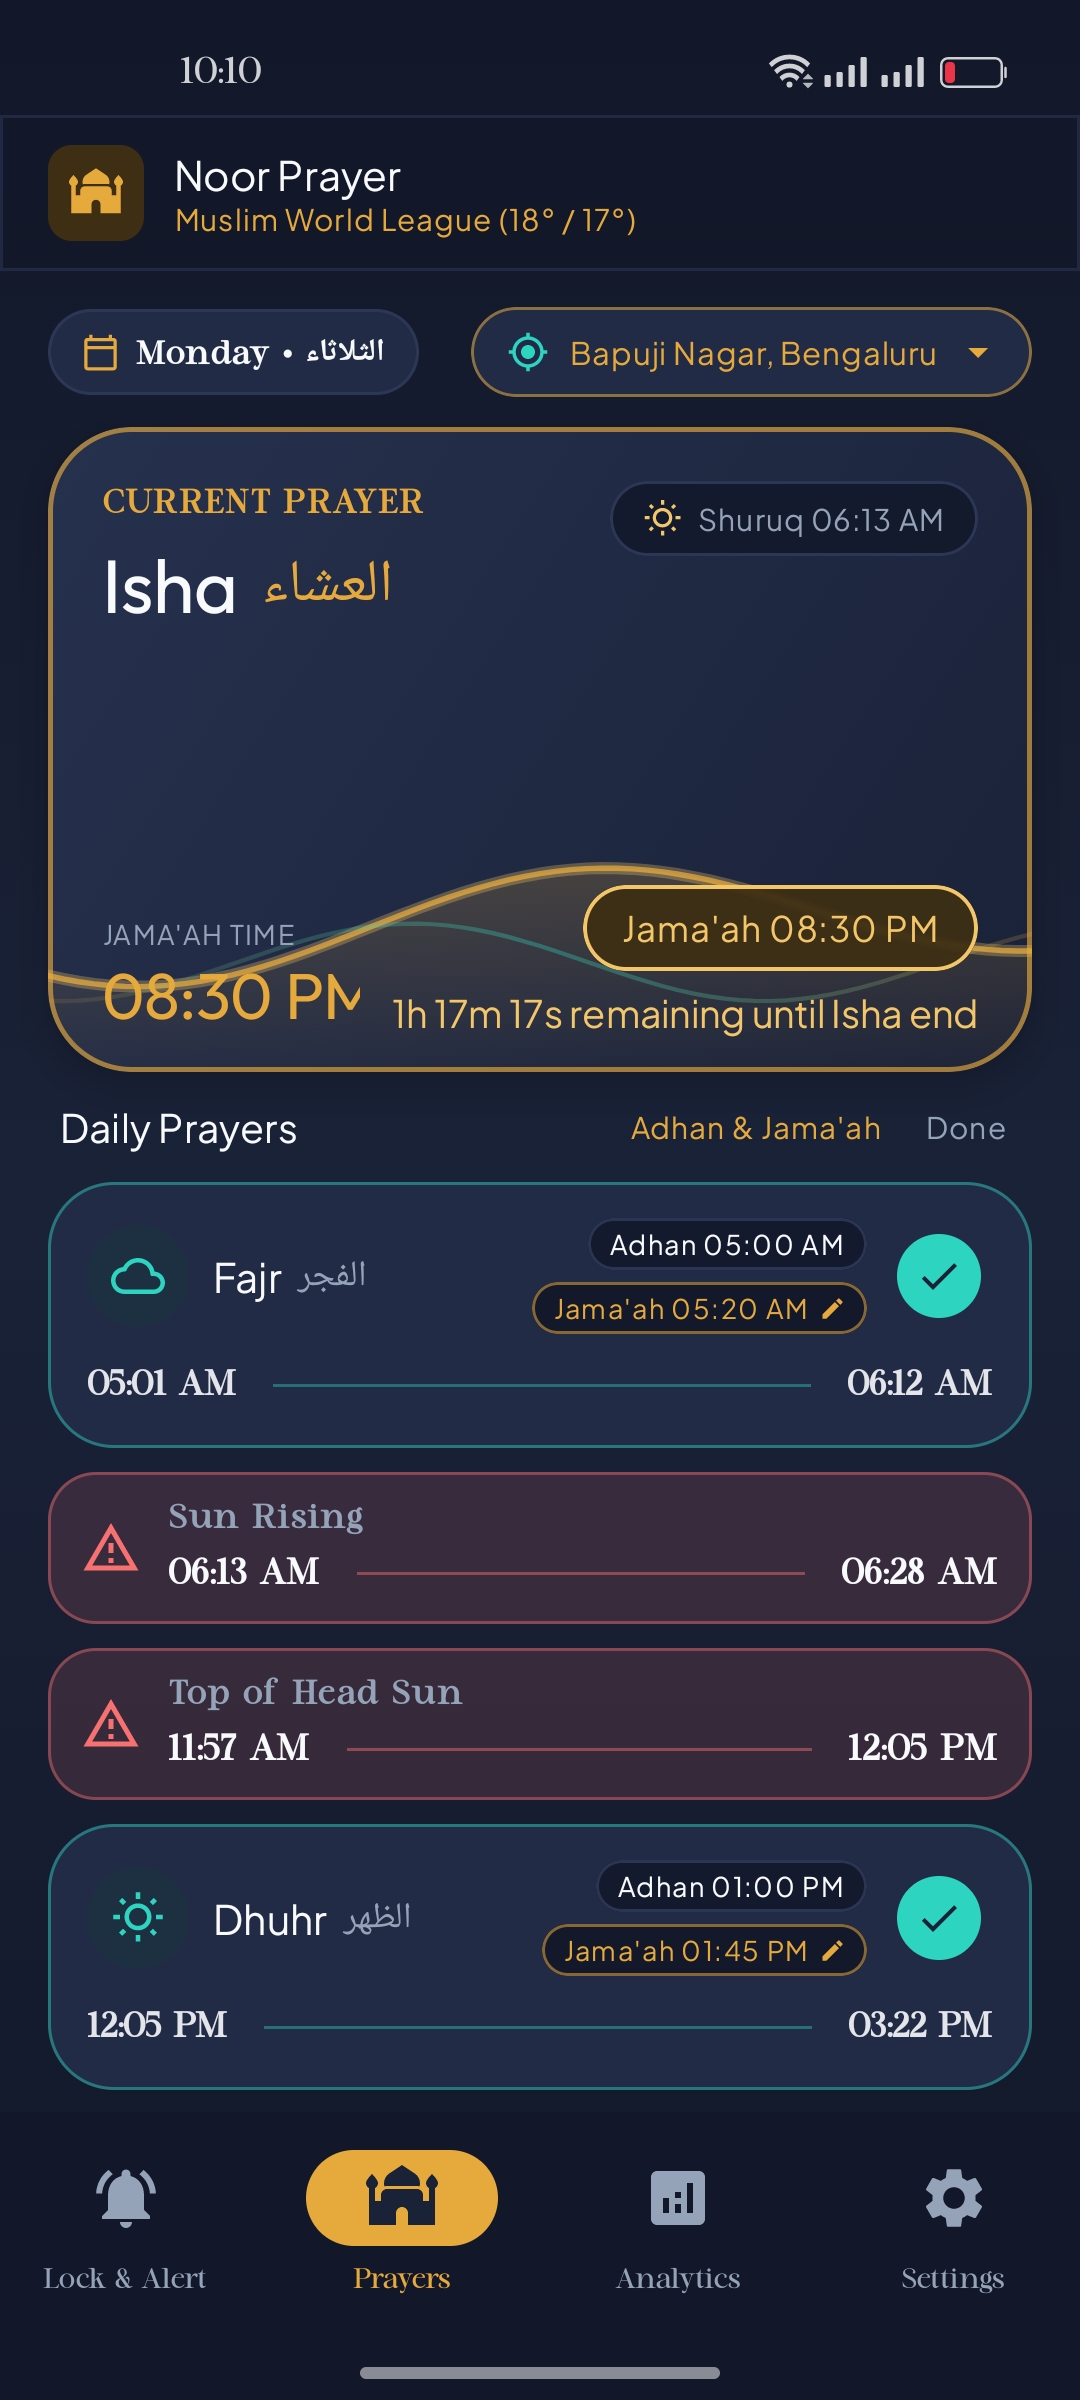 10:10
Noor Prayer
Muslim World League (18° / 17°)
Monday • الثلاثاء
Bapuji Nagar, Bengaluru
CURRENT PRAYER
Shuruq 06:13 AM
Isha العشاء
Jama'ah 08:30 PM
JAMA'AH TIME
08:30 PM
1h 17m 17s remaining until Isha end
Daily Prayers
Adhan & Jama'ah Done
Adhan 05:00 AM
Fajr الفجر
Jama'ah 05:20 AM
05:01 AM 06:12 AM
Sun Rising
06:13 AM 06:28 AM
Top of Head Sun
11:57 AM 12:05 PM
Adhan 01:00 PM
Dhuhr الظهر
Jama'ah 01:45 PM
12:05 PM 03:22 PM
Lock & Alert Prayers Analytics Settings